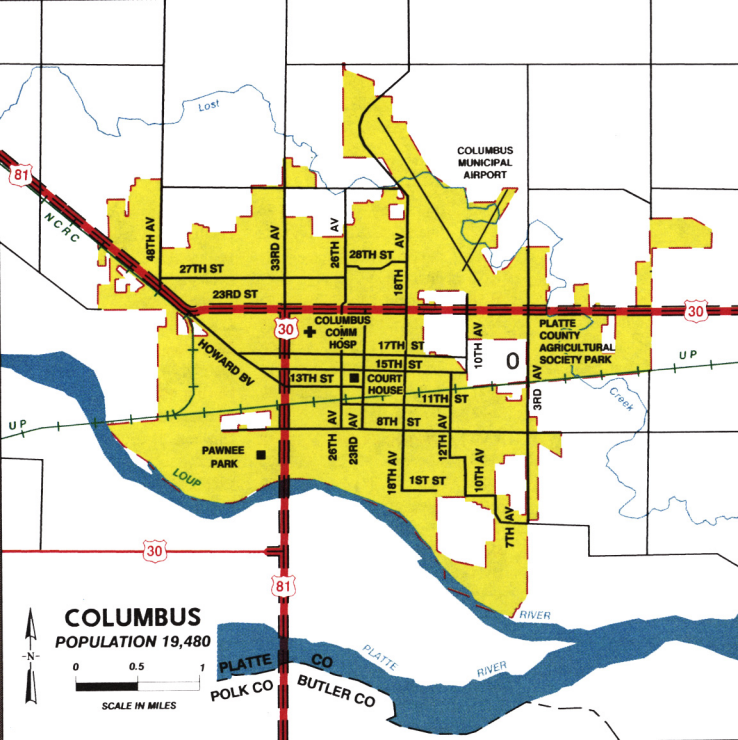 Lost
COLUMBUS
MUNICIPAL
AIRPORT
81
NCRC
48TH AV
33RD AV
26TH AV
28TH ST
18TH AV
27TH ST
23RD ST
30
30
COLUMBUS
COMM
HOSP
17TH ST
10TH AV
PLATTE
COUNTY
AGRICULTURAL
SOCIETY PARK
HOWARD BV
15TH ST
0
UP
13TH ST
COURT
HOUSE
11TH ST
3RD AV
Creek
UP
8TH ST
26TH AV
23RD AV
12TH AV
PAWNEE
PARK
18TH AV
10TH AV
LOUP
1ST ST
7TH AV
30
81
RIVER
COLUMBUS
POPULATION 19,480
N
0 0.5 1
SCALE IN MILES
PLATTE
RIVER
PLATTE CO
POLK CO
BUTLER CO